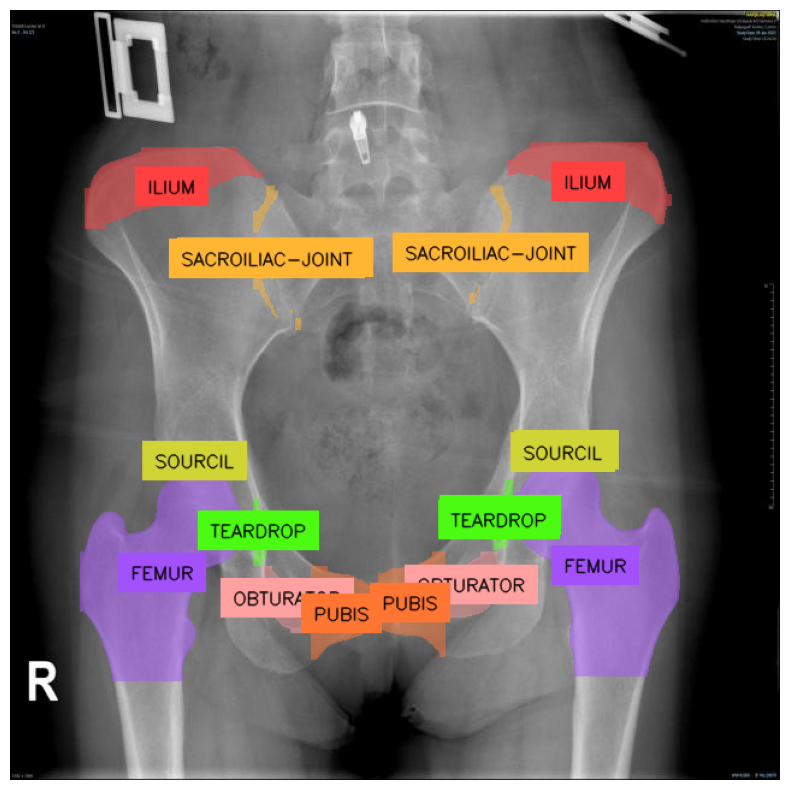 ILIUM
ILIUM
SACROILIAC-JOINT
SACROILIAC-JOINT
SOURCIL
SOURCIL
TEARDROP
TEARDROP
FEMUR
FEMUR
OBTURATOR
OBTURATOR
PUBIS
PUBIS
R